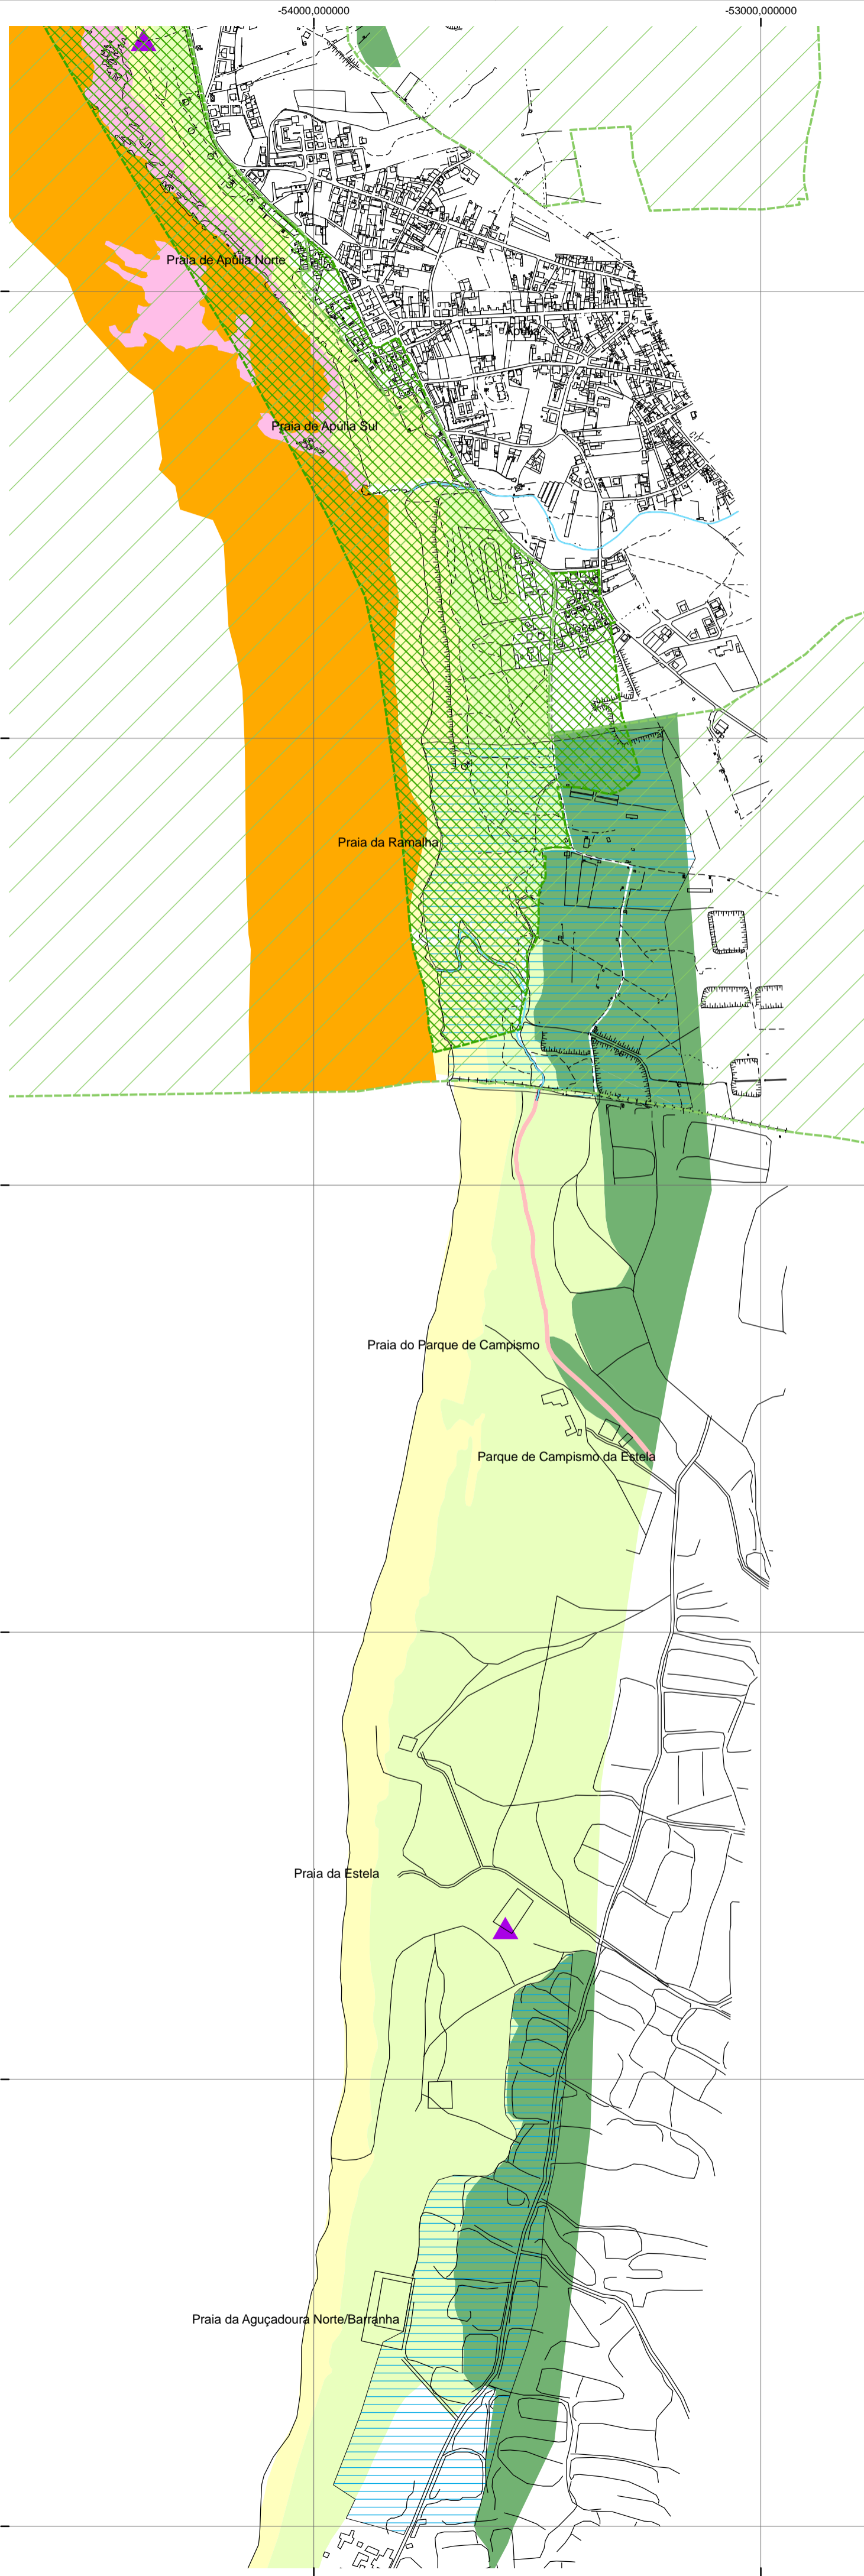 -54000,000000
-53000,000000
Praia de Apúlia Norte
Apúlia
Praia de Apúlia Sul
Praia da Ramalha
Praia do Parque de Campismo
Parque de Campismo da Estela
Praia da Estela
Praia da Aguçadoura Norte/Barranha